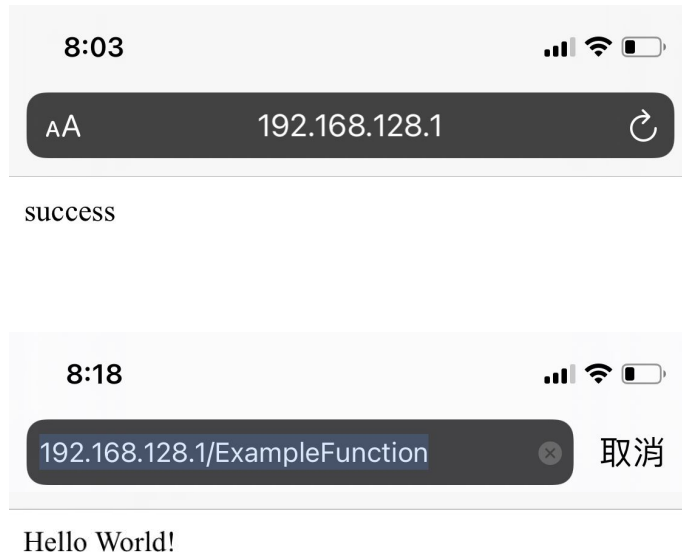 8:03
AA 192.168.128.1
success
8:18
192.168.128.1/ExampleFunction 取消
Hello World!